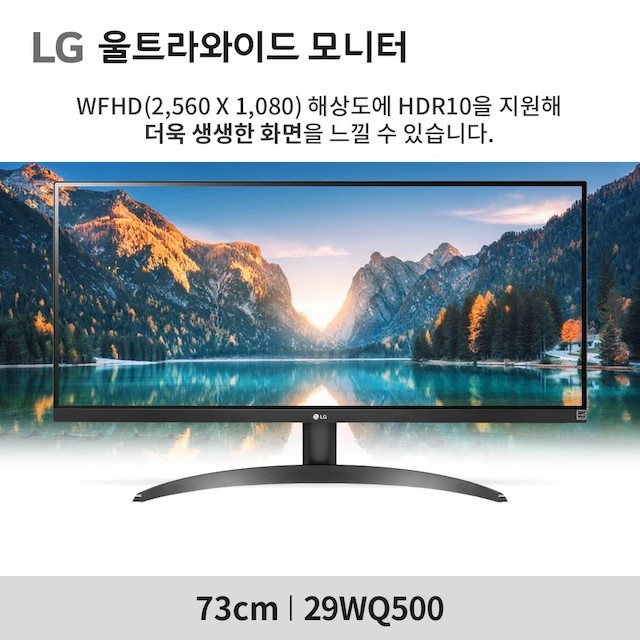 LG 울트라와이드 모니터
WFHD(2,560 X 1,080) 해상도에 HDR10을 지원해
더욱 생생한 화면을 느낄 수 있습니다.
LG
73cm | 29WQ500